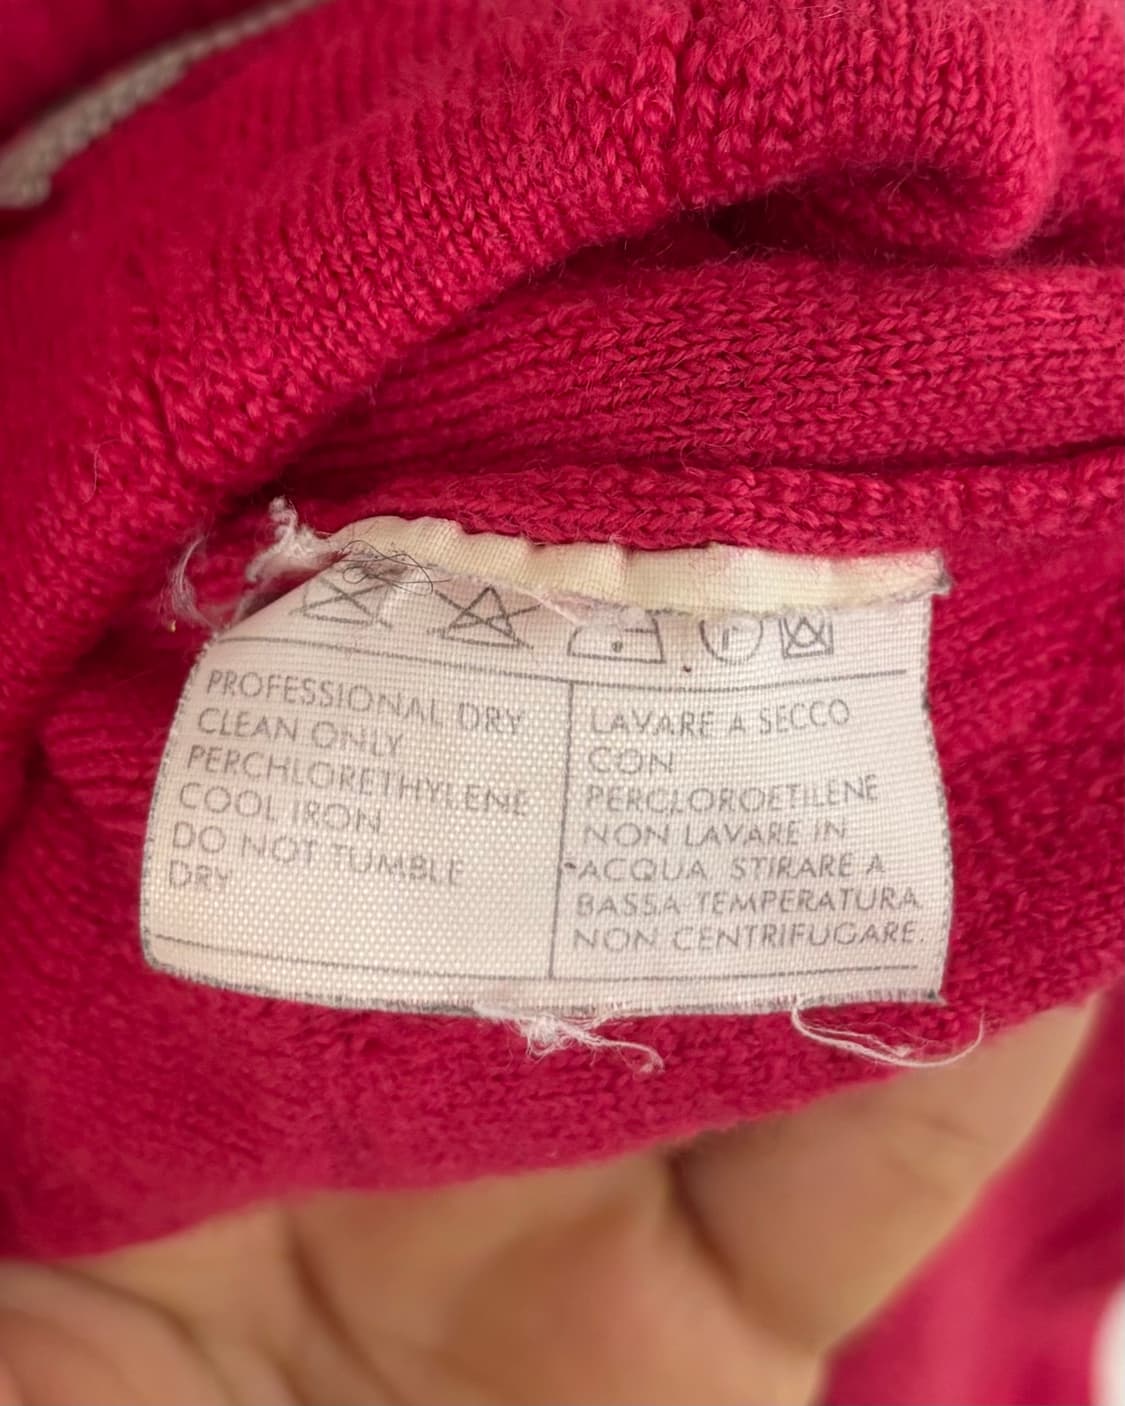 PROFESSIONAL DRY
CLEAN ONLY
PERCHLORETHYLENE
COOL IRON
DO NOT TUMBLE
DRY
LAVARE A SECCO
CON
PERCLOROETILENE
NON LAVARE IN
ACQUA STIRARE A
BASSA TEMPERATURA
NON CENTRIFUGARE.